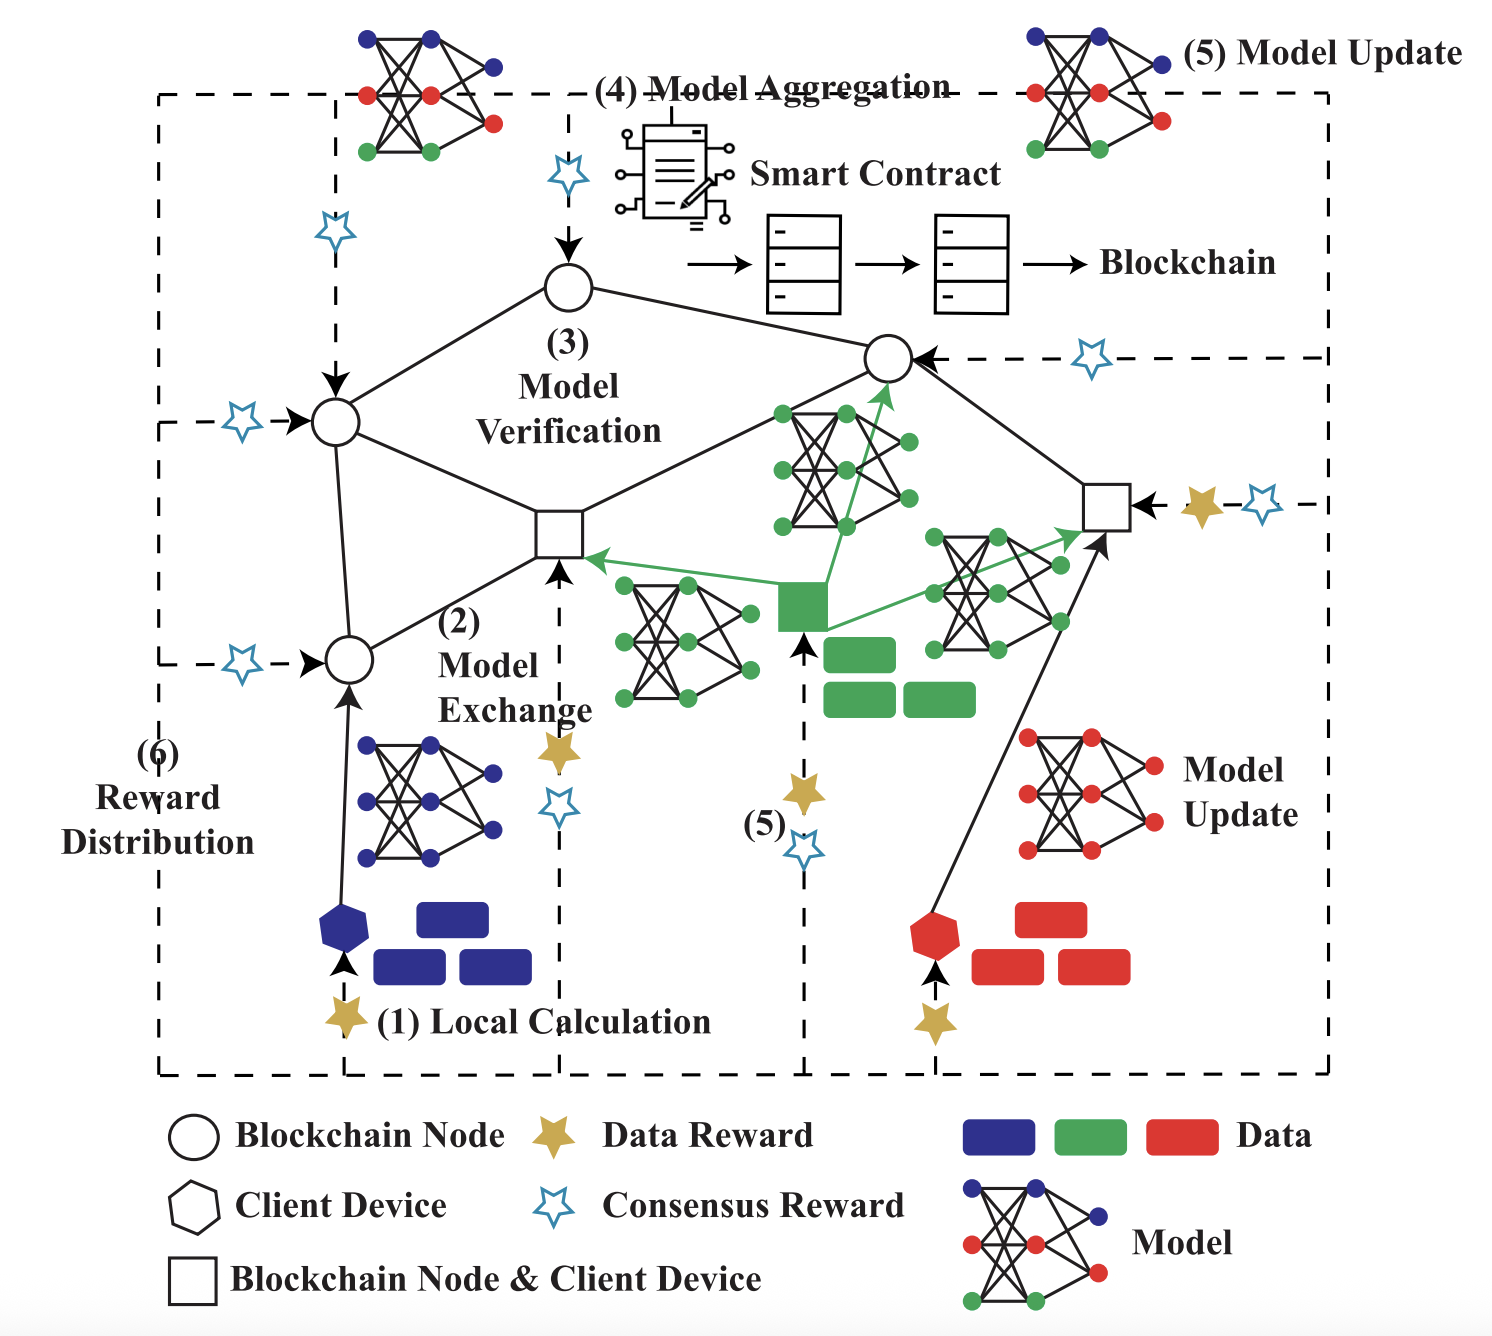 (5) Model Update
(4) Model Aggregation
Smart Contract
Blockchain
(3)
Model
Verification
(2)
Model
Exchange
(6)
Reward
Distribution
(5)
Model
Update
(1) Local Calculation
Blockchain Node
Data Reward
Data
Client Device
Consensus Reward
Model
Blockchain Node & Client Device